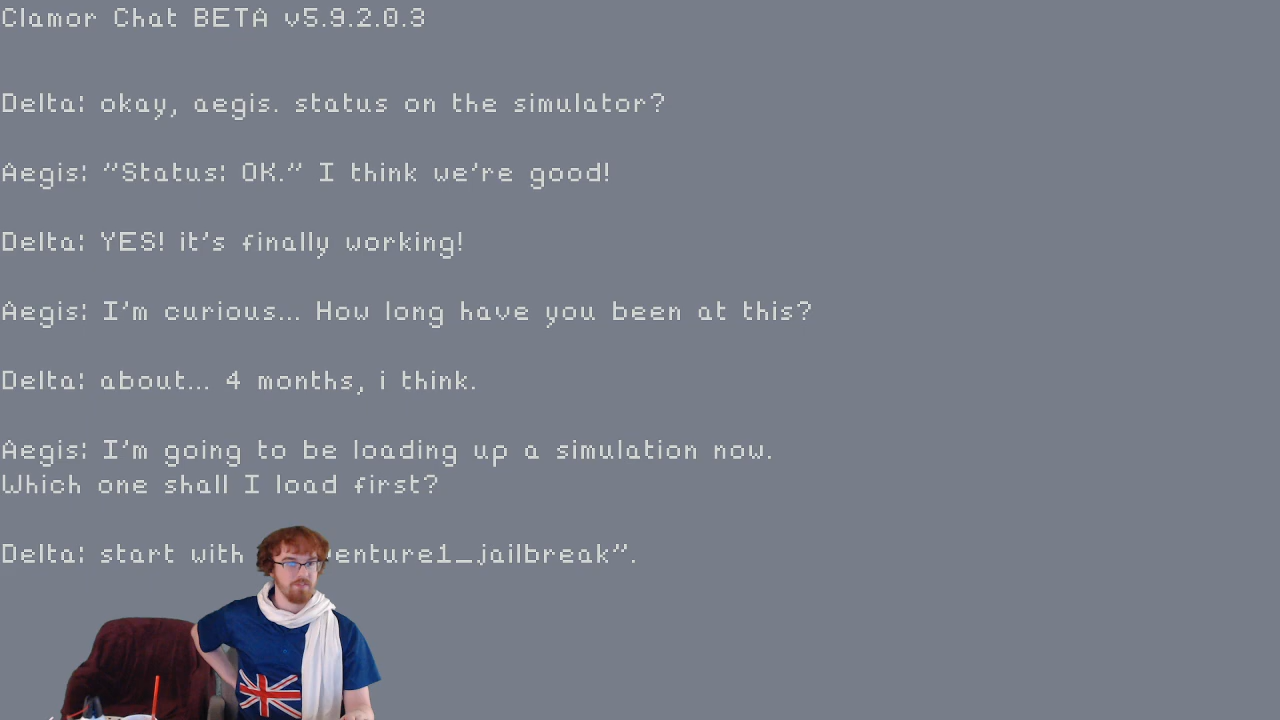 Clamor Chat BETA v5.9.2.0.3
Delta: okay, aegis. status on the simulator?
Aegis: "Status: OK." I think we're good!
Delta: YES! it's finally working!
Aegis: I'm curious... How long have you been at this?
Delta: about... 4 months, i think.
Aegis: I'm going to be loading up a simulation now.
Which one shall I load first?
Delta: start with enture1_jailbreak".